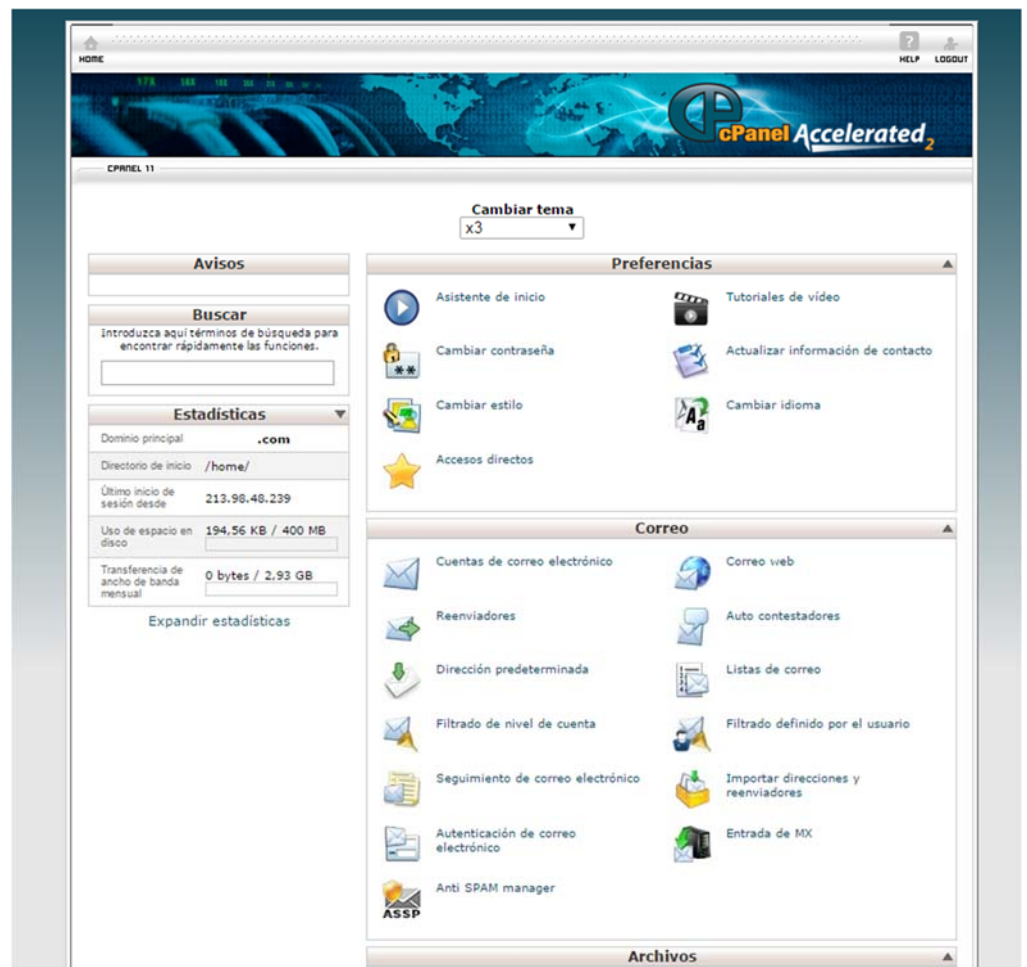 HOME
HELP LOGOUT
17X 18X 1XX
cPanel Accelerated2
CPANEL 11
Cambiar tema
x3
Avisos
Buscar
Introduzca aquí términos de búsqueda para
encontrar rápidamente las funciones.
Estadísticas
Dominio principal .com
Directorio de inicio /home/
Último inicio de
sesión desde 213.98.48.239
Uso de espacio en
disco 194,56 KB / 400 MB
Transferencia de
ancho de banda
mensual 0 bytes / 2,93 GB
Expandir estadísticas
Preferencias
Asistente de inicio
Tutoriales de vídeo
Cambiar contraseña
Actualizar información de contacto
Cambiar estilo
Cambiar idioma
Accesos directos
Correo
Cuentas de correo electrónico
Correo web
Reenviadores
Auto contestadores
Dirección predeterminada
Listas de correo
Filtrado de nivel de cuenta
Filtrado definido por el usuario
Seguimiento de correo electrónico
Importar direcciones y
reenviadores
Autenticación de correo
electrónico
Entrada de MX
ASSP
Anti SPAM manager
Archivos